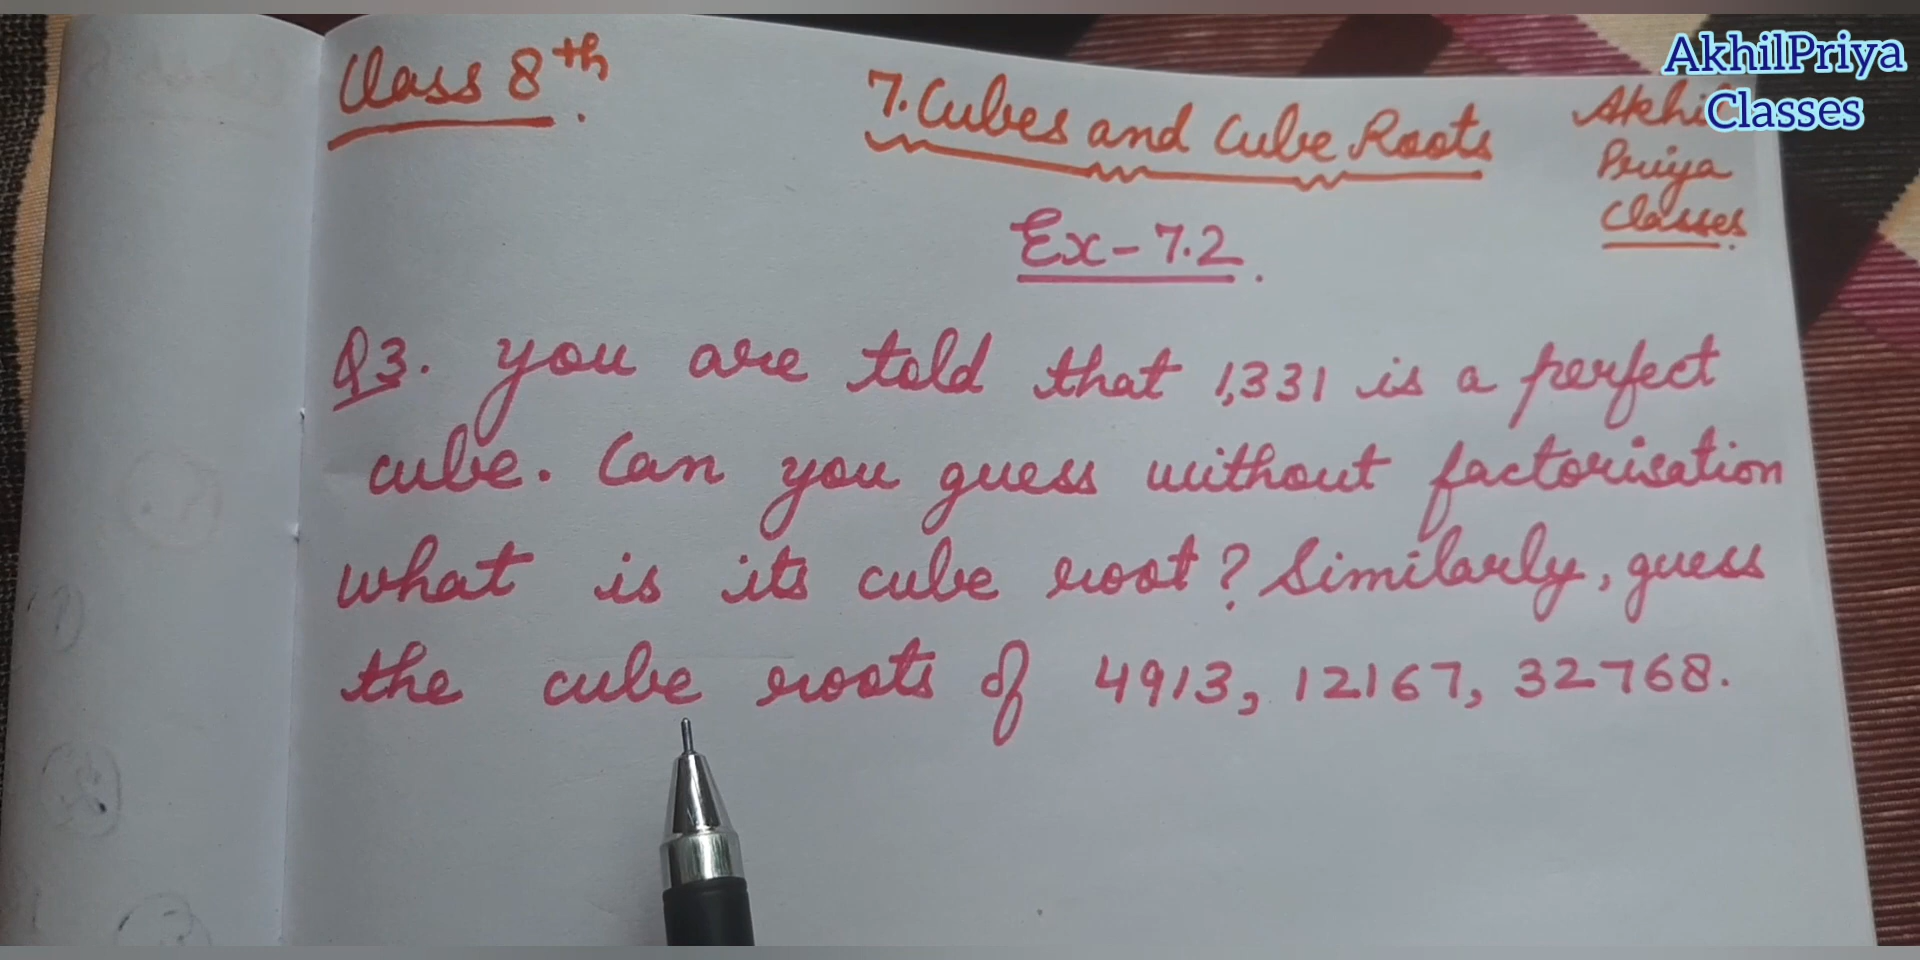 AkhilPriya
Classes
Class 8th.
7. Cubes and Cube Roots
Akhil
Priya
Classes
Ex-7.2.
Q3. you are told that 1,331 is a perfect
cube. Can you guess without factorisation
what is its cube root? Similarly, guess
the cube roots of 4913, 12167, 32768.